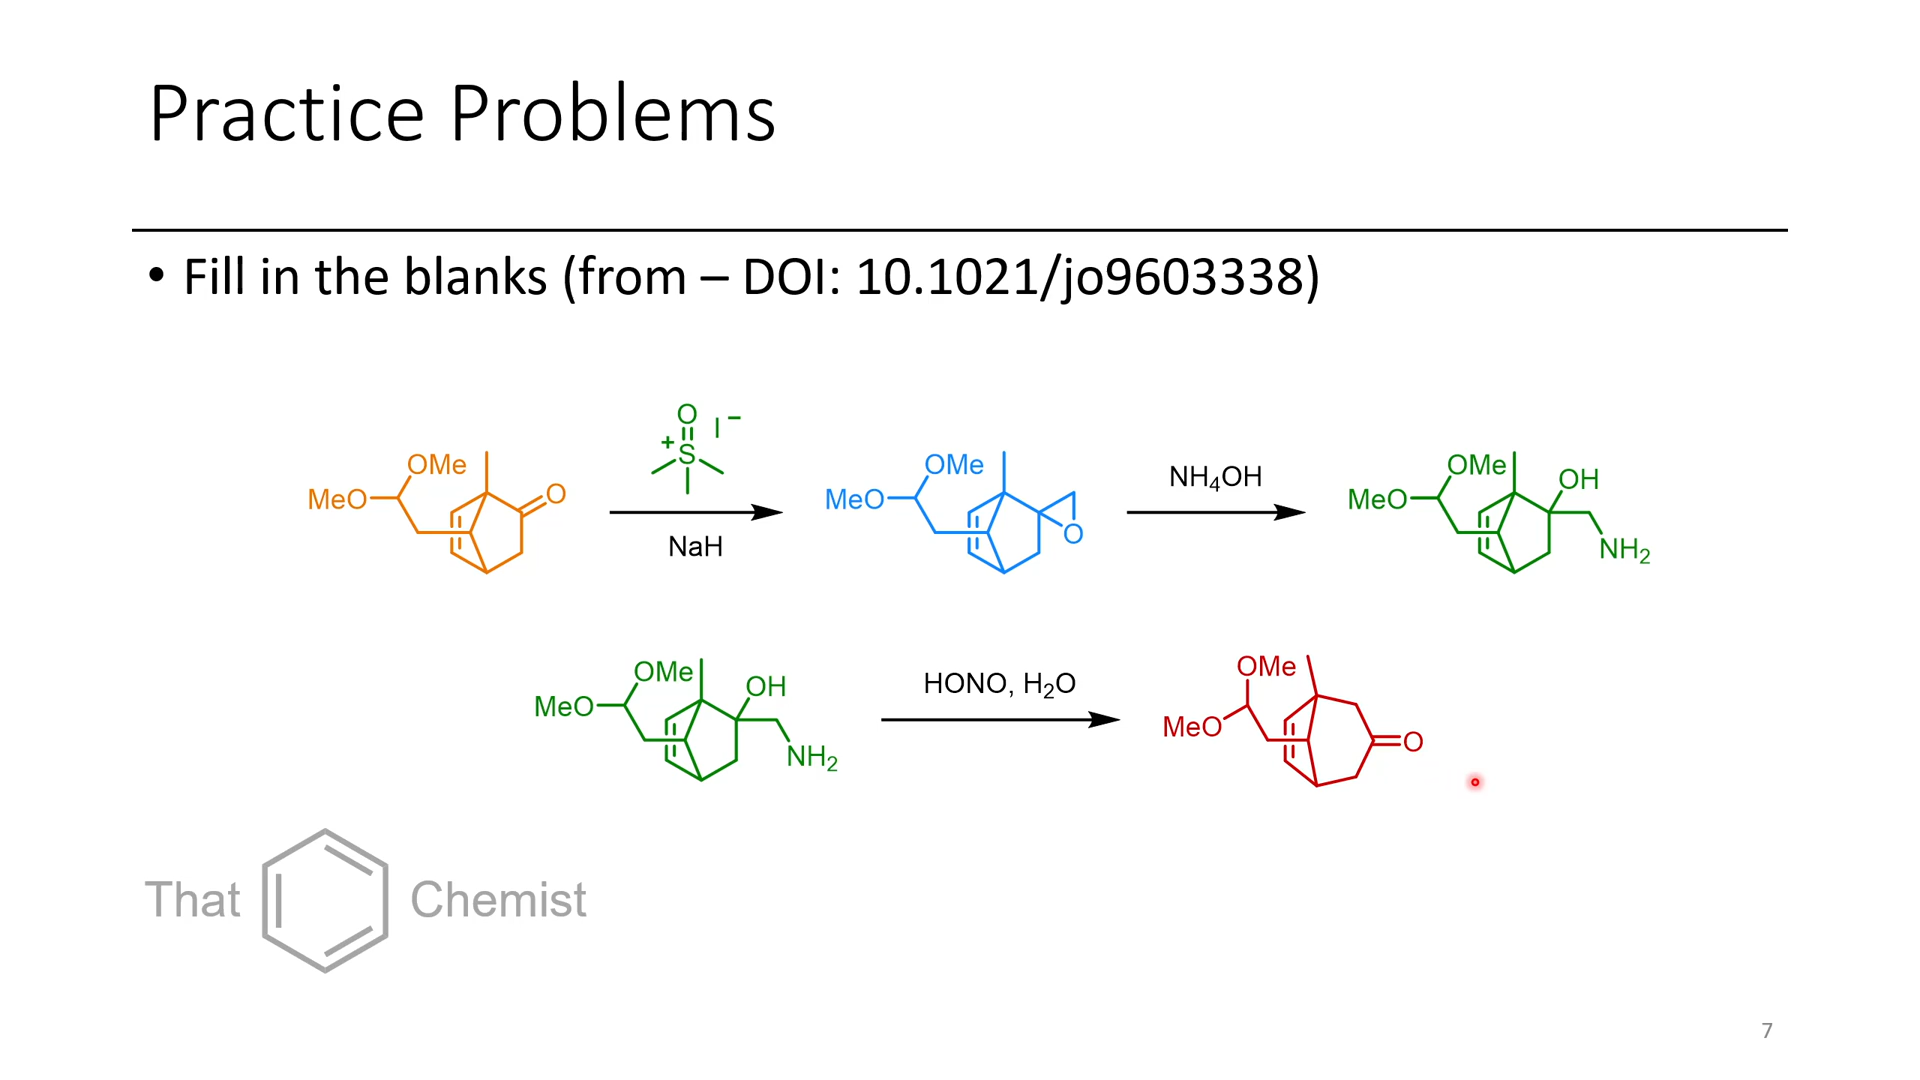 Practice Problems
• Fill in the blanks (from – DOI: 10.1021/jo9603338)
O
I⁻
+
S
OMe
MeO
O
NaH
OMe
MeO
O
NH₄OH
OMe
MeO
OH
NH₂
OMe
MeO
OH
NH₂
HONO, H₂O
OMe
MeO
O
That Chemist
7